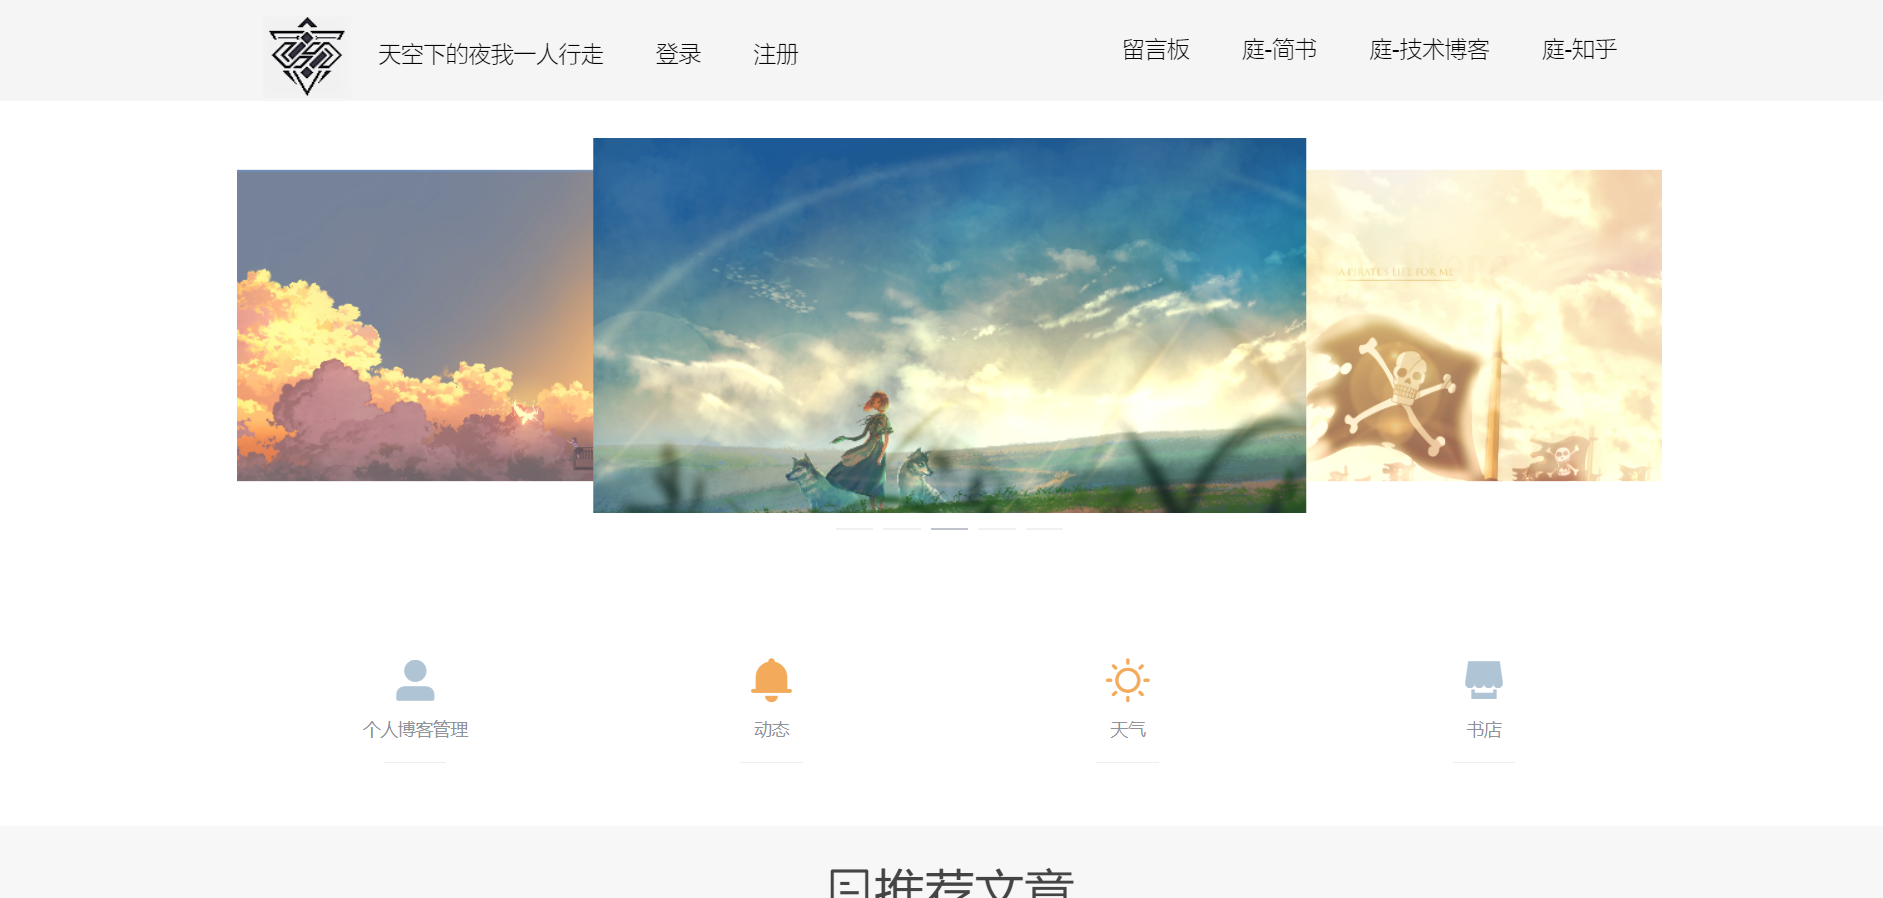 天空下的夜我一人行走 登录 注册 留言板 庭-简书 庭-技术博客 庭-知乎
A PIRATE'S LIFE FOR ME
个人博客管理 动态 天气 书店
推荐文章